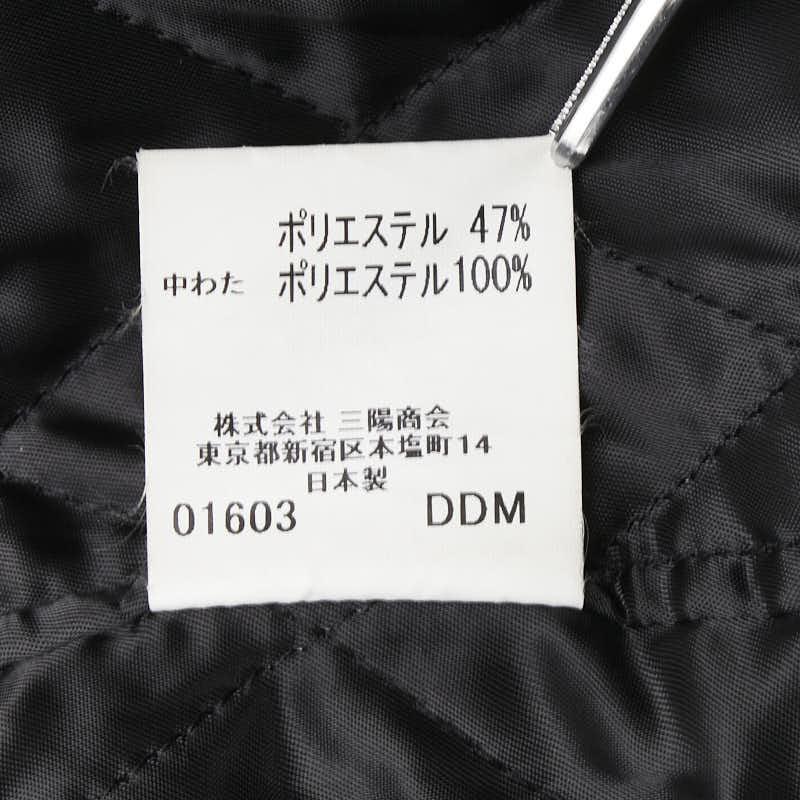 ポリエステル 47%
中わた ポリエステル100%
株式会社 三陽商会
東京都新宿区本塩町14
日本製
01603 DDM